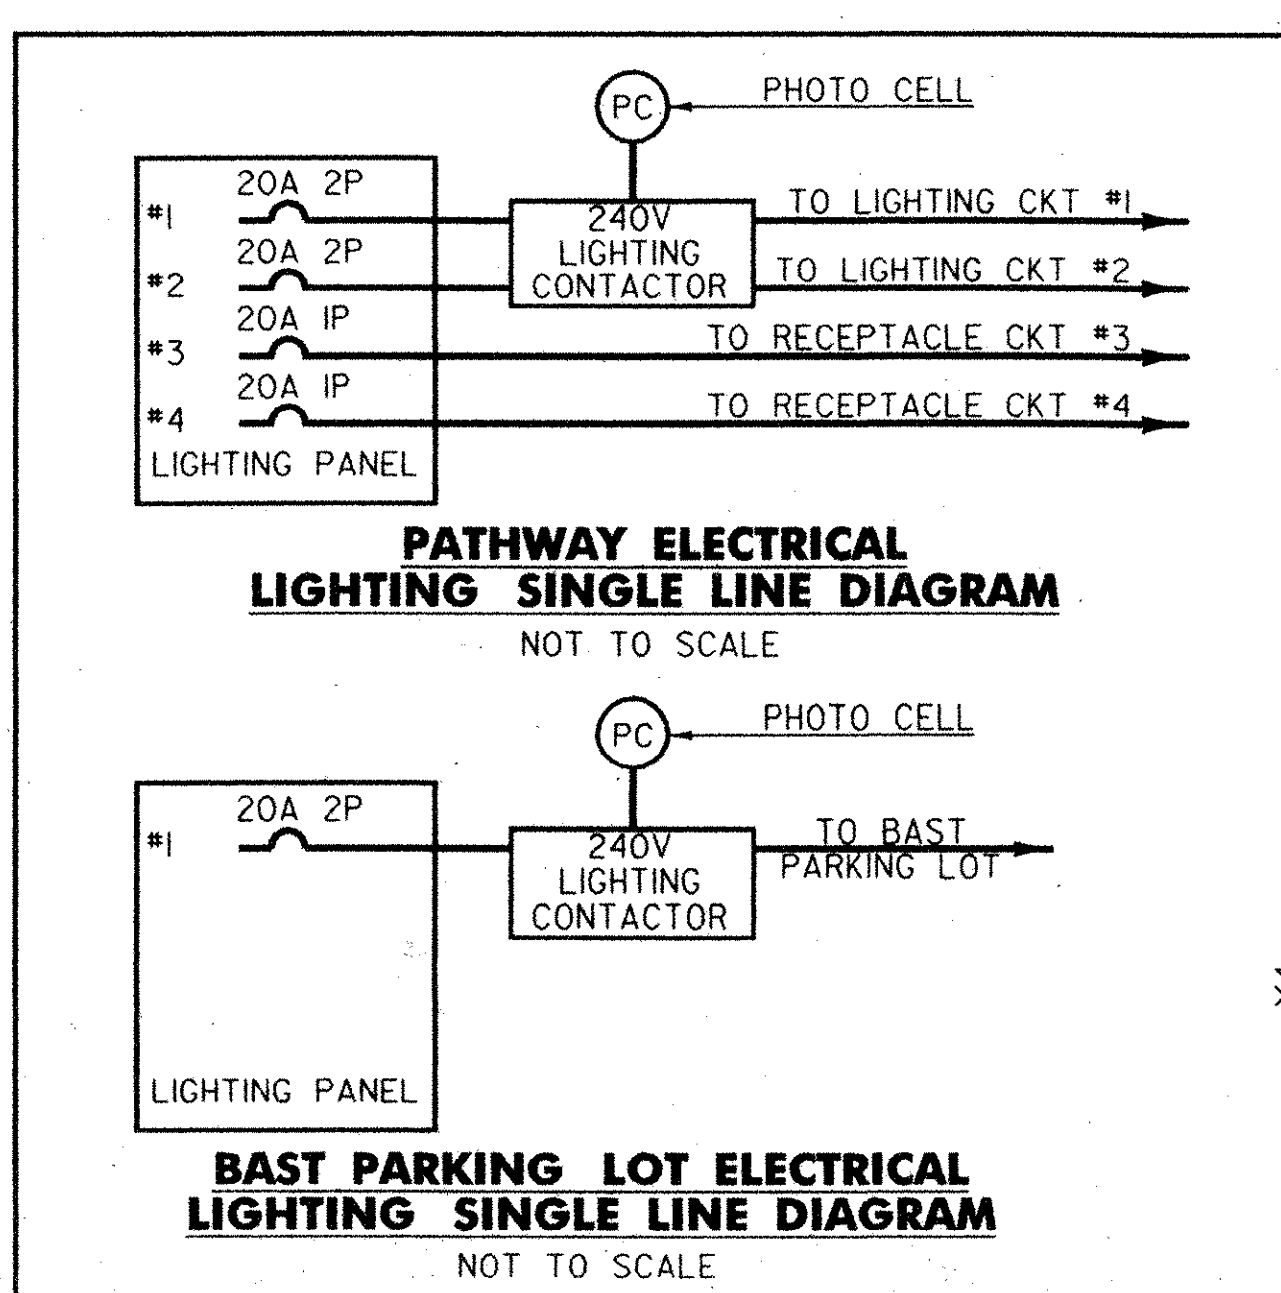 PC
PHOTO CELL
20A 2P
#1
240V
LIGHTING
CONTACTOR
TO LIGHTING CKT #1
20A 2P
#2
TO LIGHTING CKT #2
20A 1P
#3
TO RECEPTACLE CKT #3
20A 1P
#4
TO RECEPTACLE CKT #4
LIGHTING PANEL
PATHWAY ELECTRICAL
LIGHTING SINGLE LINE DIAGRAM
NOT TO SCALE
PC
PHOTO CELL
20A 2P
#1
240V
LIGHTING
CONTACTOR
TO BAST
PARKING LOT
LIGHTING PANEL
BAST PARKING LOT ELECTRICAL
LIGHTING SINGLE LINE DIAGRAM
NOT TO SCALE